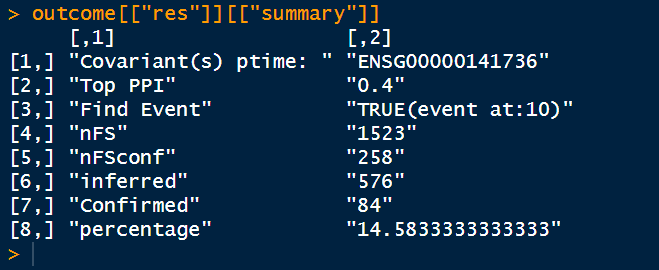 > outcome[["res"]][["summary"]]
[,1] [,2]
[1,] "Covariant(s) ptime: " "ENSG00000141736"
[2,] "Top PPI" "0.4"
[3,] "Find Event" "TRUE(event at:10)"
[4,] "nFS" "1523"
[5,] "nFSconf" "258"
[6,] "inferred" "576"
[7,] "Confirmed" "84"
[8,] "percentage" "14.5833333333333"
>